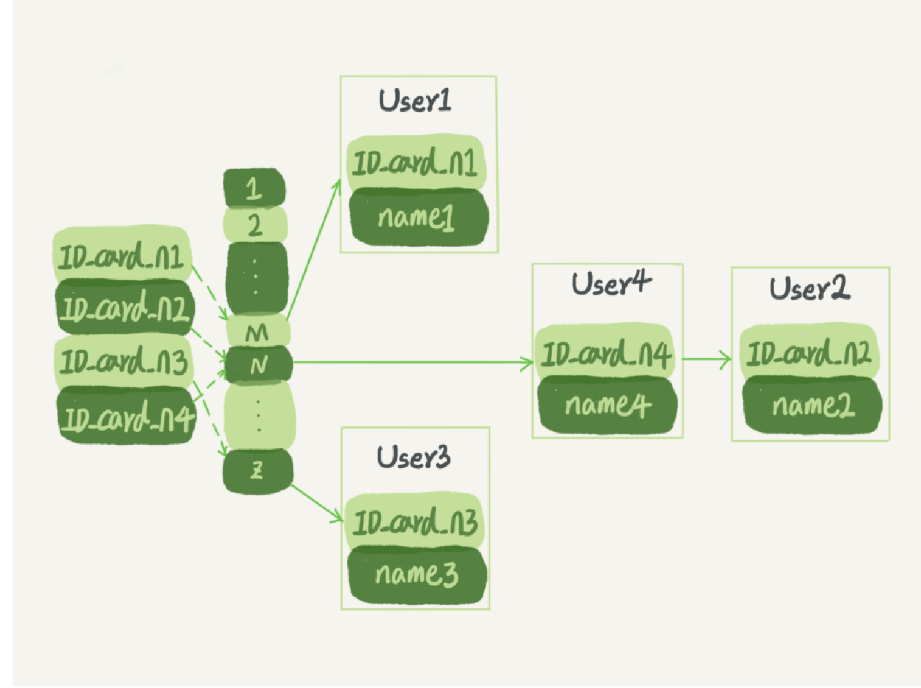 ID_card_n1
ID_card_n2
ID_card_n3
ID_card_n4
1
2
⋮
M
N
⋮
Z
User1
ID_card_n1
name1
User4
ID_card_n4
name4
User2
ID_card_n2
name2
User3
ID_card_n3
name3